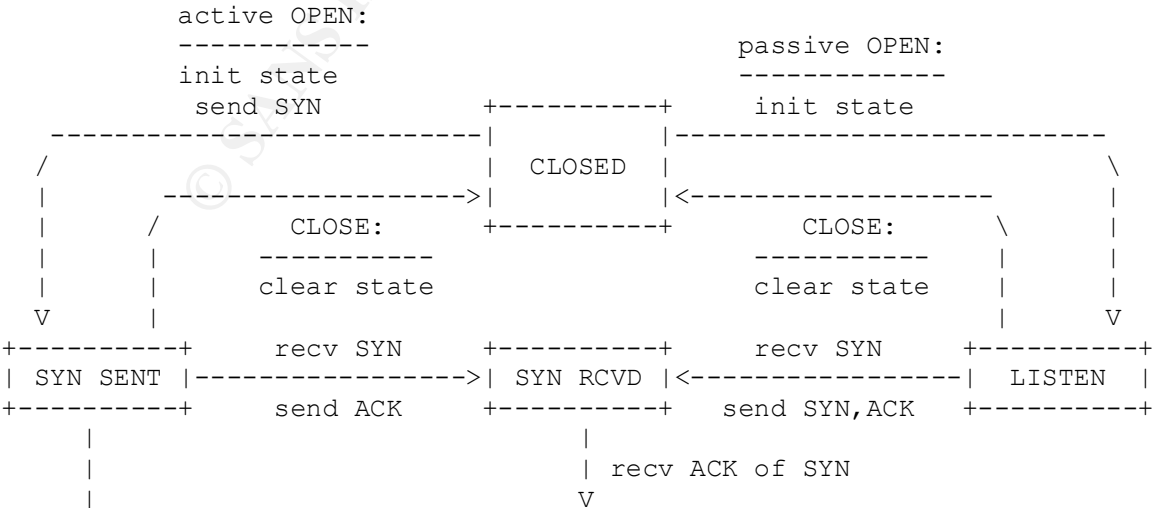 active OPEN:
------------ passive OPEN:
init state -------------
send SYN +----------+ init state
---------------------------| |---------------------------
/ | CLOSED | \
| ------------------->| |<------------------- |
| / CLOSE: +----------+ CLOSE: \ |
| | ----------- ----------- | |
| | clear state clear state | |
V | | V
+----------+ recv SYN +----------+ recv SYN +----------+
| SYN SENT |----------------->| SYN RCVD |<-----------------| LISTEN |
+----------+ send ACK +----------+ send SYN,ACK +----------+
| |
| | recv ACK of SYN
| V
© SANS